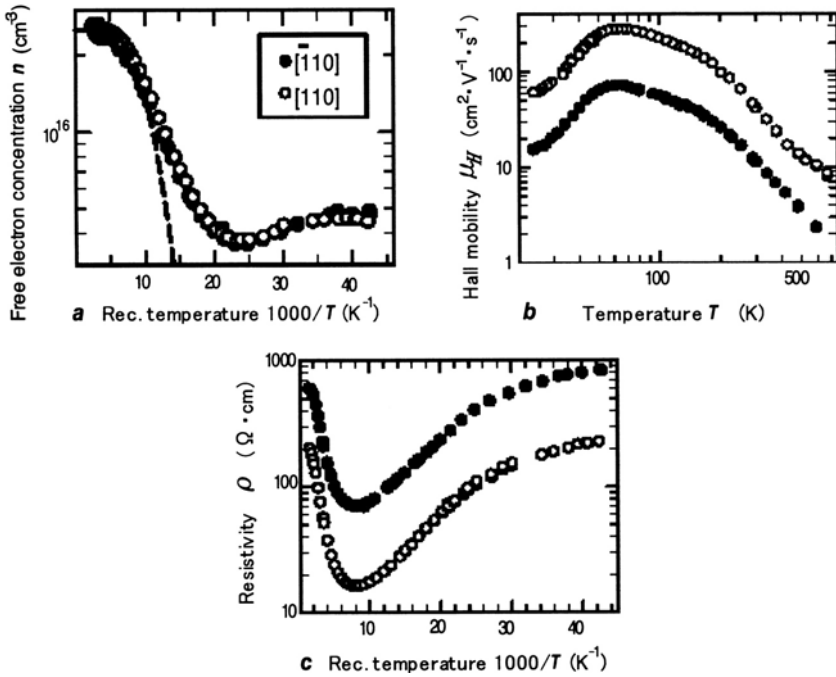 a
Free electron concentration n (cm⁻³)
10¹⁶
[1̄10]
[110]
10 20 30 40
a Rec. temperature 1000/T (K⁻¹)
b
Hall mobility μH (cm²・V⁻¹・s⁻¹)
100
10
1
100 500
b Temperature T (K)
1000
100
10
Resistivity ρ (Ω・cm)
10 20 30 40
c Rec. temperature 1000/T (K⁻¹)